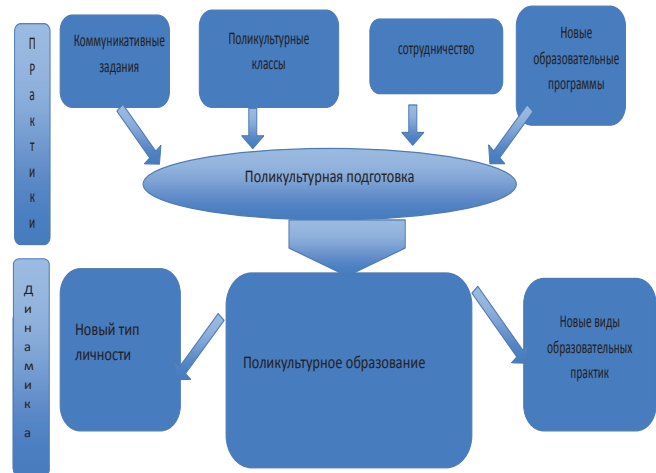 П
Р
а
к
т
и
к
и
Коммуникативные
задания
Поликультурные
классы
сотрудничество
Новые
образовательные
программы
Поликультурная подготовка
Д
и
н
а
м
и
к
а
Новый тип
личности
Поликультурное образование
Новые виды
образовательных
практик